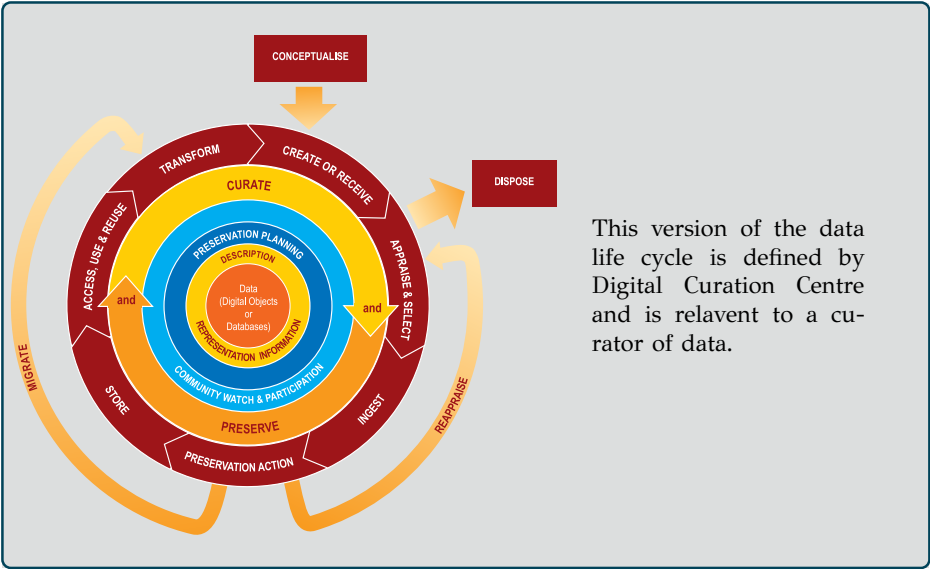 CONCEPTUALISE
TRANSFORM
CREATE OR RECEIVE
DISPOSE
CURATE
ACCESS, USE & REUSE
APPRAISE & SELECT
PRESERVATION PLANNING
DESCRIPTION
Data
(Digital Objects
or
Databases)
and
and
REPRESENTATION INFORMATION
COMMUNITY WATCH & PARTICIPATION
MIGRATE
STORE
INGEST
REAPPRAISE
PRESERVE
PRESERVATION ACTION
This version of the data
life cycle is defined by
Digital Curation Centre
and is relavent to a cu-
rator of data.